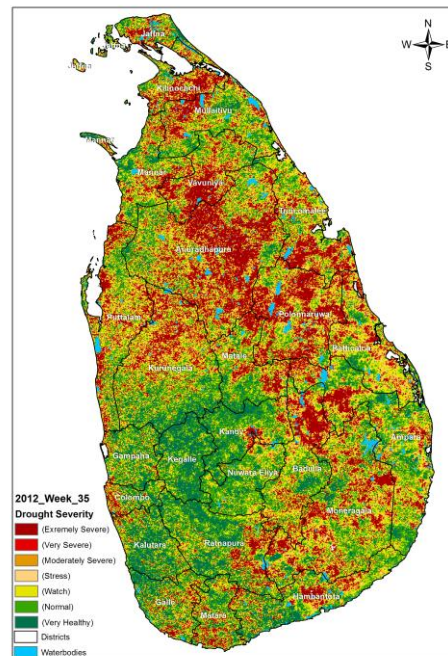 N
W E
S
Jaffna
Kilinochchi
Mullaitivu
Mannar
Vavuniya
Trincomalee
Anuradhapura
Puttalam
Polonnaruwa
Batticaloa
Matale
Kurunegala
Kandy
Ampara
Gampaha
Kegalle
Nuwara Eliya
Badulla
Colombo
Moneragala
Kalutara
Ratnapura
Galle
Hambantota
Matara
2012_Week_35
Drought Severity
(Exremely Severe)
(Very Severe)
(Moderately Severe)
(Stress)
(Watch)
(Normal)
(Very Healthy)
Districts
Waterbodies